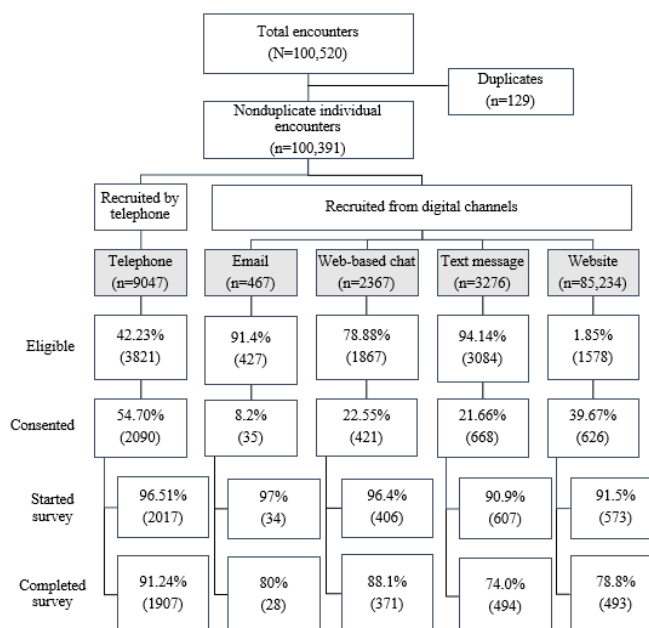 Total encounters
(N=100,520)
Duplicates
(n=129)
Nonduplicate individual
encounters
(n=100,391)
Recruited by
telephone
Recruited from digital channels
Telephone
(n=9047)
Email
(n=467)
Web-based chat
(n=2367)
Text message
(n=3276)
Website
(n=85,234)
Eligible
42.23%
(3821)
91.4%
(427)
78.88%
(1867)
94.14%
(3084)
1.85%
(1578)
Consented
54.70%
(2090)
8.2%
(35)
22.55%
(421)
21.66%
(668)
39.67%
(626)
Started
survey
96.51%
(2017)
97%
(34)
96.4%
(406)
90.9%
(607)
91.5%
(573)
Completed
survey
91.24%
(1907)
80%
(28)
88.1%
(371)
74.0%
(494)
78.8%
(493)